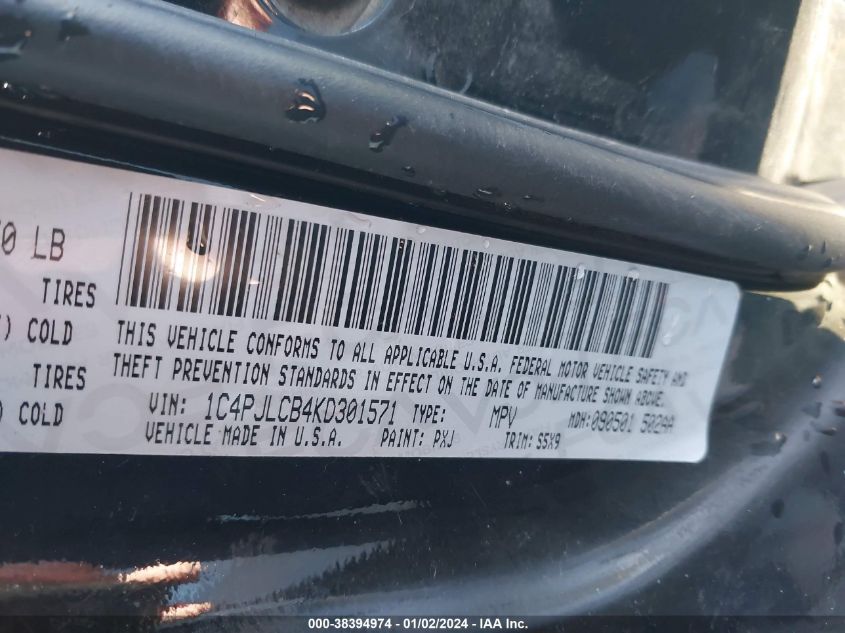 0 LB
TIRES
) COLD
TIRES
) COLD
THIS VEHICLE CONFORMS TO ALL APPLICABLE U.S.A. FEDERAL MOTOR VEHICLE SAFETY AND
THEFT PREVENTION STANDARDS IN EFFECT ON THE DATE OF MANUFACTURE SHOWN ABOVE.
VIN: 1C4PJLCB4KD301571 TYPE: MPV MDH:090501 502AA
VEHICLE MADE IN U.S.A. PAINT: PXJ TRIM: S5X9
000-38394974 - 01/02/2024 - IAA Inc.